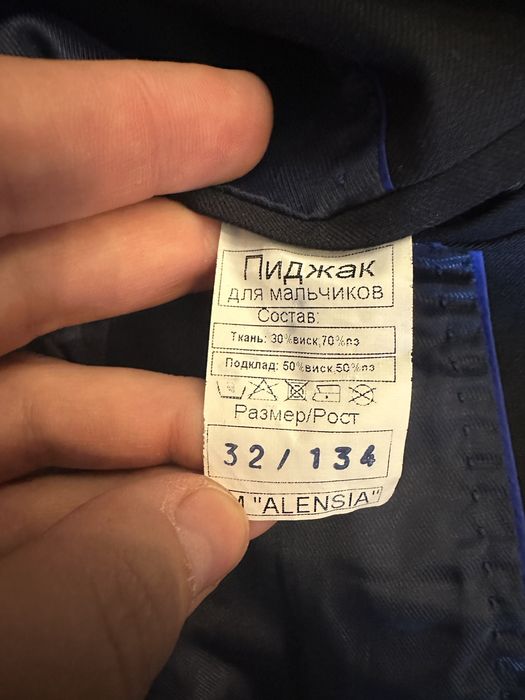 Пиджак
для мальчиков
Состав:
Ткань: 30%виск,70%пэ
Подклад: 50%виск,50%пэ
Размер/Рост
32/134
"ALENSIA"